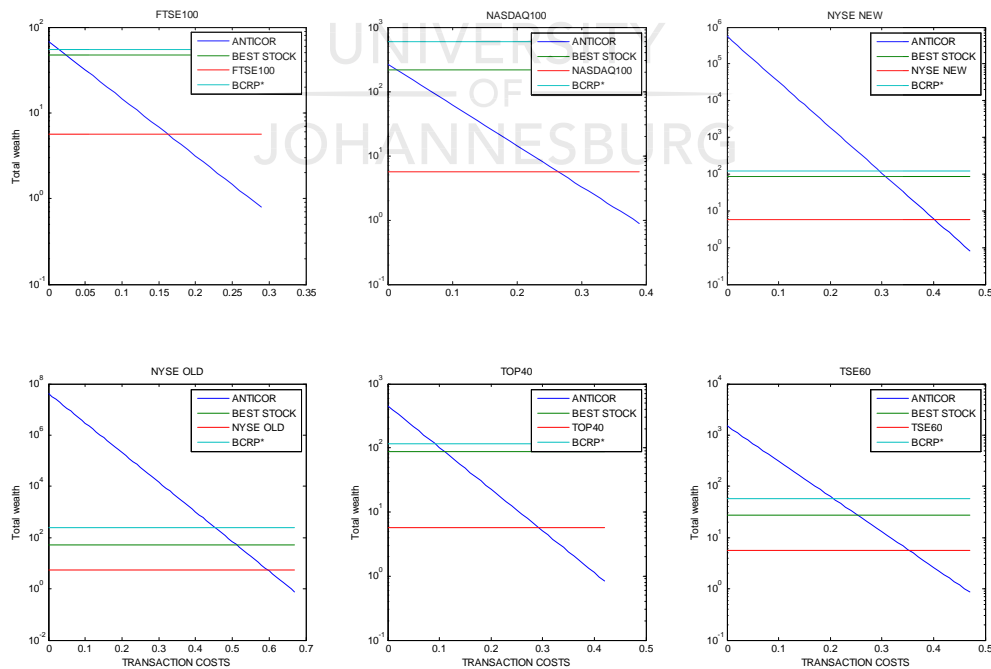 UNIVERSITY
OF
JOHANNESBURG
FTSE100
Total wealth
10^2
10^1
10^0
10^-1
0 0.05 0.1 0.15 0.2 0.25 0.3 0.35
ANTICOR
BEST STOCK
FTSE100
BCRP*
NASDAQ100
10^3
10^2
10^1
10^0
10^-1
0 0.1 0.2 0.3 0.4
ANTICOR
BEST STOCK
NASDAQ100
BCRP*
NYSE NEW
10^6
10^5
10^4
10^3
10^2
10^1
10^0
10^-1
0 0.1 0.2 0.3 0.4 0.5
ANTICOR
BEST STOCK
NYSE NEW
BCRP*
NYSE OLD
Total wealth
10^8
10^6
10^4
10^2
10^0
10^-2
0 0.1 0.2 0.3 0.4 0.5 0.6 0.7
TRANSACTION COSTS
ANTICOR
BEST STOCK
NYSE OLD
BCRP*
TOP40
Total wealth
10^3
10^2
10^1
10^0
10^-1
0 0.1 0.2 0.3 0.4 0.5
TRANSACTION COSTS
ANTICOR
BEST STOCK
TOP40
BCRP*
TSE60
Total wealth
10^4
10^3
10^2
10^1
10^0
10^-1
0 0.1 0.2 0.3 0.4 0.5
TRANSACTION COSTS
ANTICOR
BEST STOCK
TSE60
BCRP*